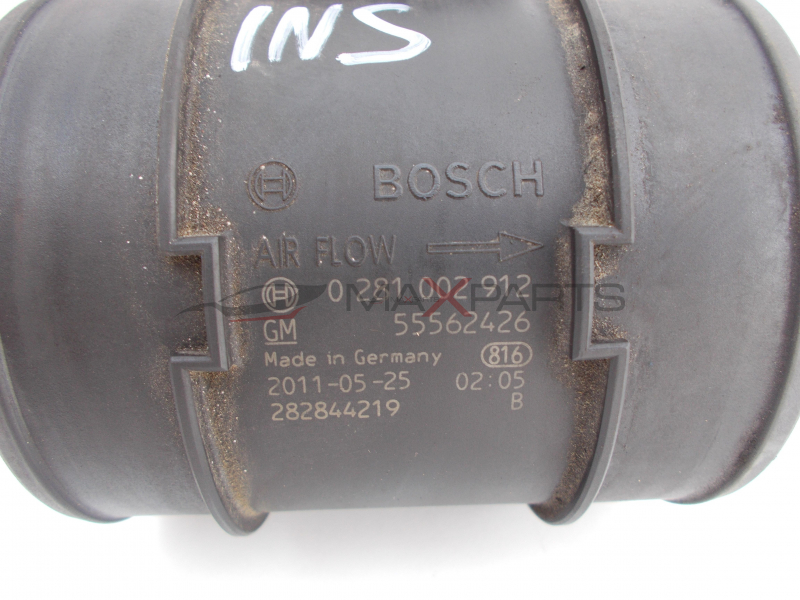 INS
BOSCH
AIR FLOW
0 281 002 912
MAXPARTS
GM 55562426
Made in Germany 816
2011-05-25 02:05
282844219 B